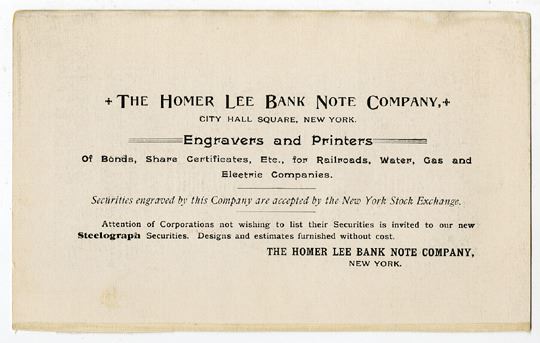 + THE HOMER LEE BANK NOTE COMPANY, +
CITY HALL SQUARE, NEW YORK.
Engravers and Printers
Of Bonds, Share Certificates, Etc., for Railroads, Water, Gas and
Electric Companies.
Securities engraved by this Company are accepted by the New York Stock Exchange.
Attention of Corporations not wishing to list their Securities is invited to our new
Steelograph Securities. Designs and estimates furnished without cost.
THE HOMER LEE BANK NOTE COMPANY,
NEW YORK.